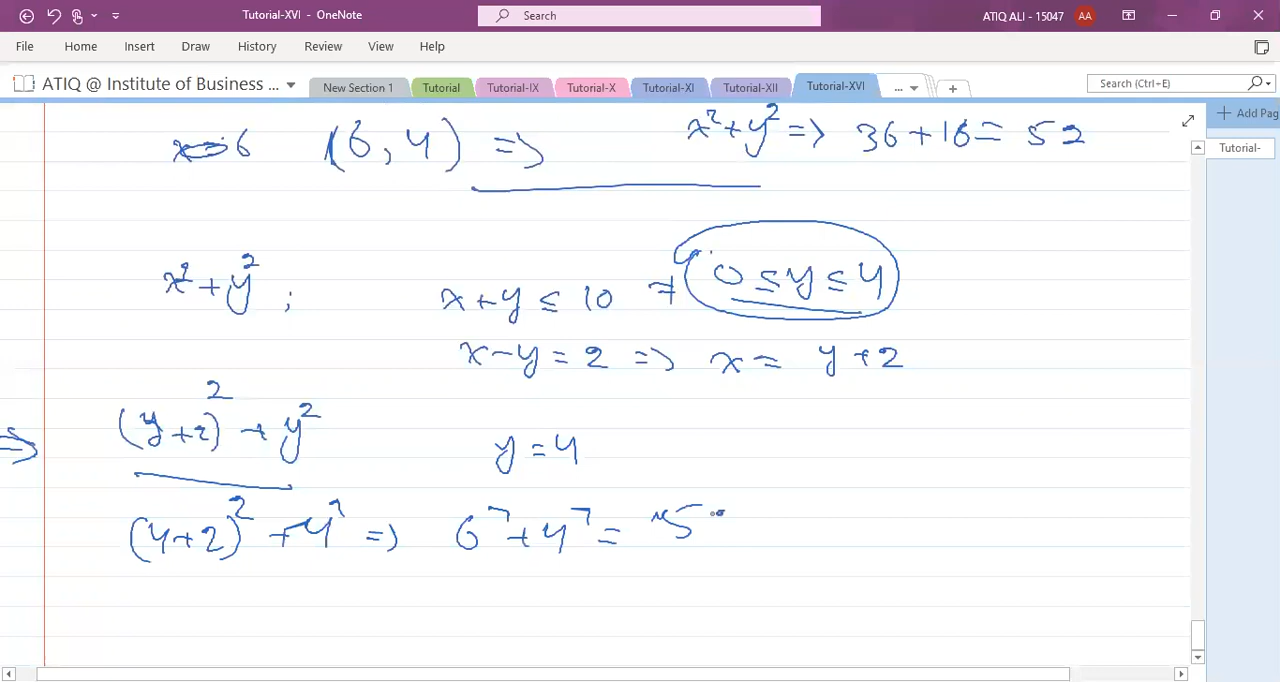 Tutorial-XVI - OneNote
Search
ATIQ ALI - 15047
AA
File Home Insert Draw History Review View Help
ATIQ @ Institute of Business ...
New Section 1 Tutorial Tutorial-IX Tutorial-X Tutorial-XI Tutorial-XII Tutorial-XVI ... +
Search (Ctrl+E)
+ Add Pag
Tutorial-
6 (6, 4) => x² + y² => 36 + 16 = 52
x² + y² ; x + y ≤ 10 0 ≤ y ≤ 4
x - y = 2 => x = y + 2
=> (y + 2)² + y² y = 4
(4 + 2)² + 4² => 6² + 4² = 5